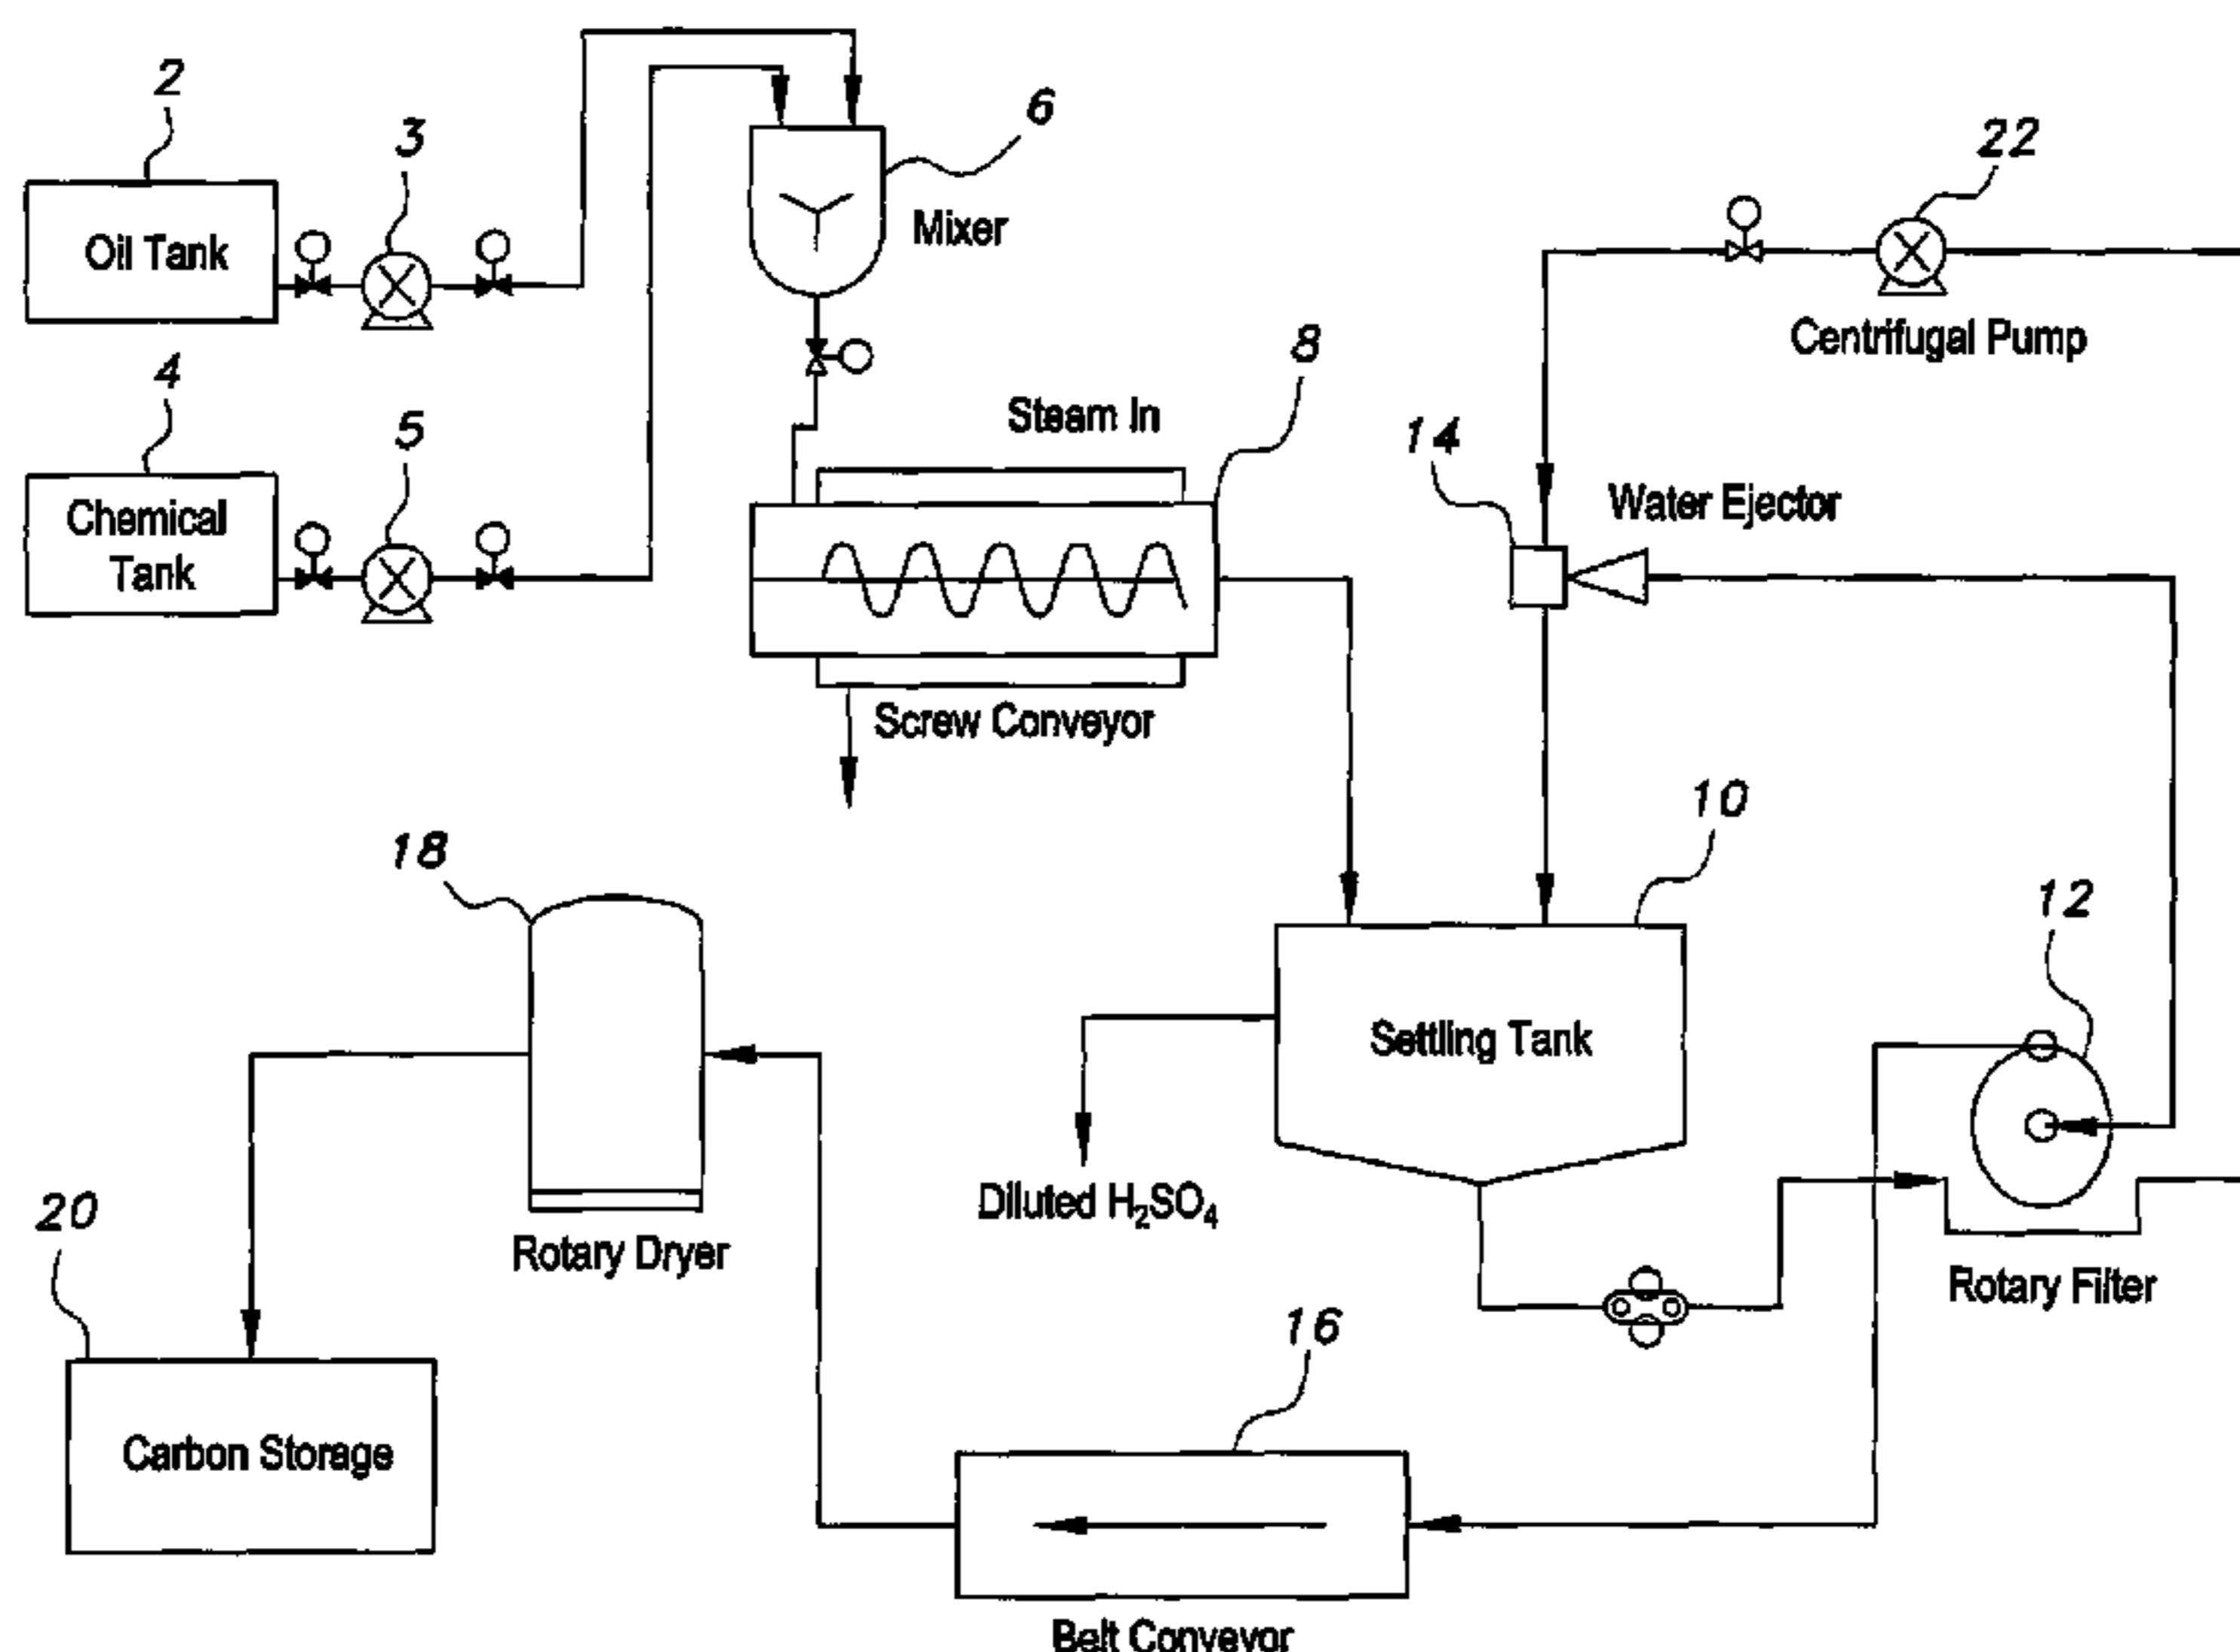 2
3
Oil Tank
4
5
Chemical
Tank
6
Mixer
22
Centrifugal Pump
8
Steam In
14
Water Ejector
Screw Conveyor
10
Settling Tank
12
Diluted H₂SO₄
Rotary Filter
18
Rotary Dryer
20
Carbon Storage
16
Belt Conveyor